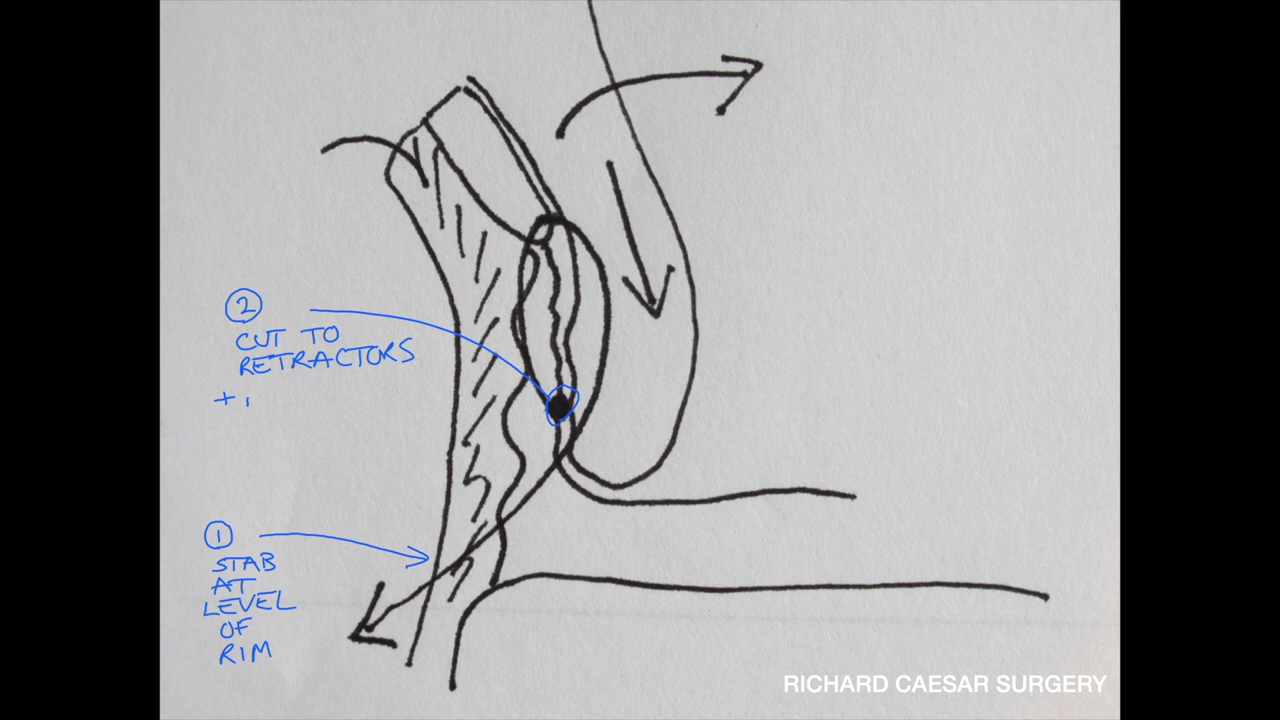 ②
CUT TO
RETRACTORS
+
①
STAB
AT
LEVEL
OF
RIM
RICHARD CAESAR SURGERY